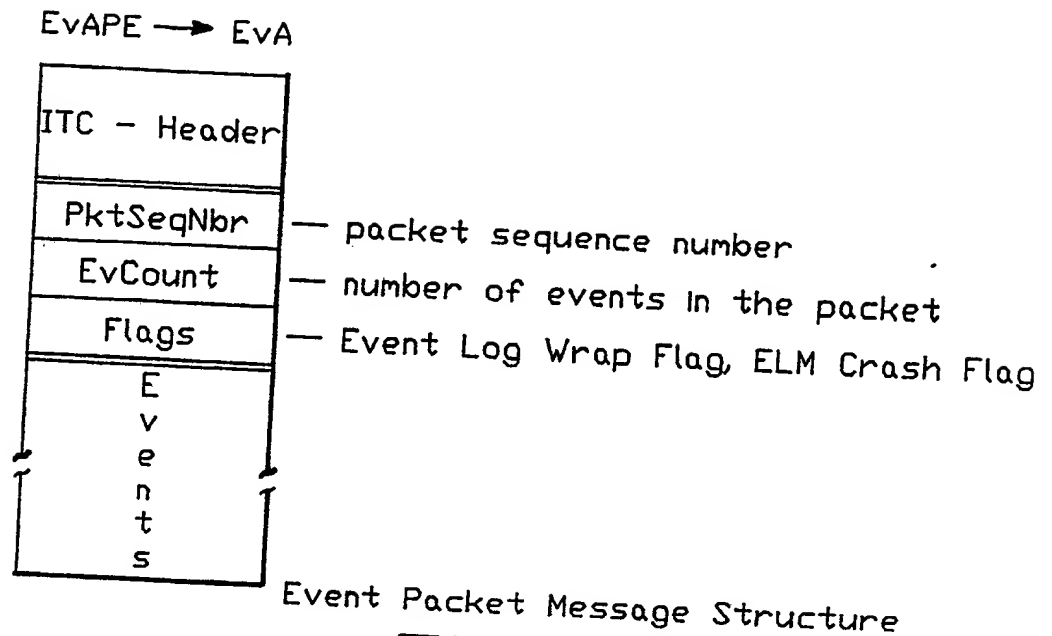 EvAPE → EvA
ITC - Header
PktSeqNbr — packet sequence number
EvCount — number of events in the packet
Flags — Event Log Wrap Flag, ELM Crash Flag
E
v
e
n
t
s
Event Packet Message Structure